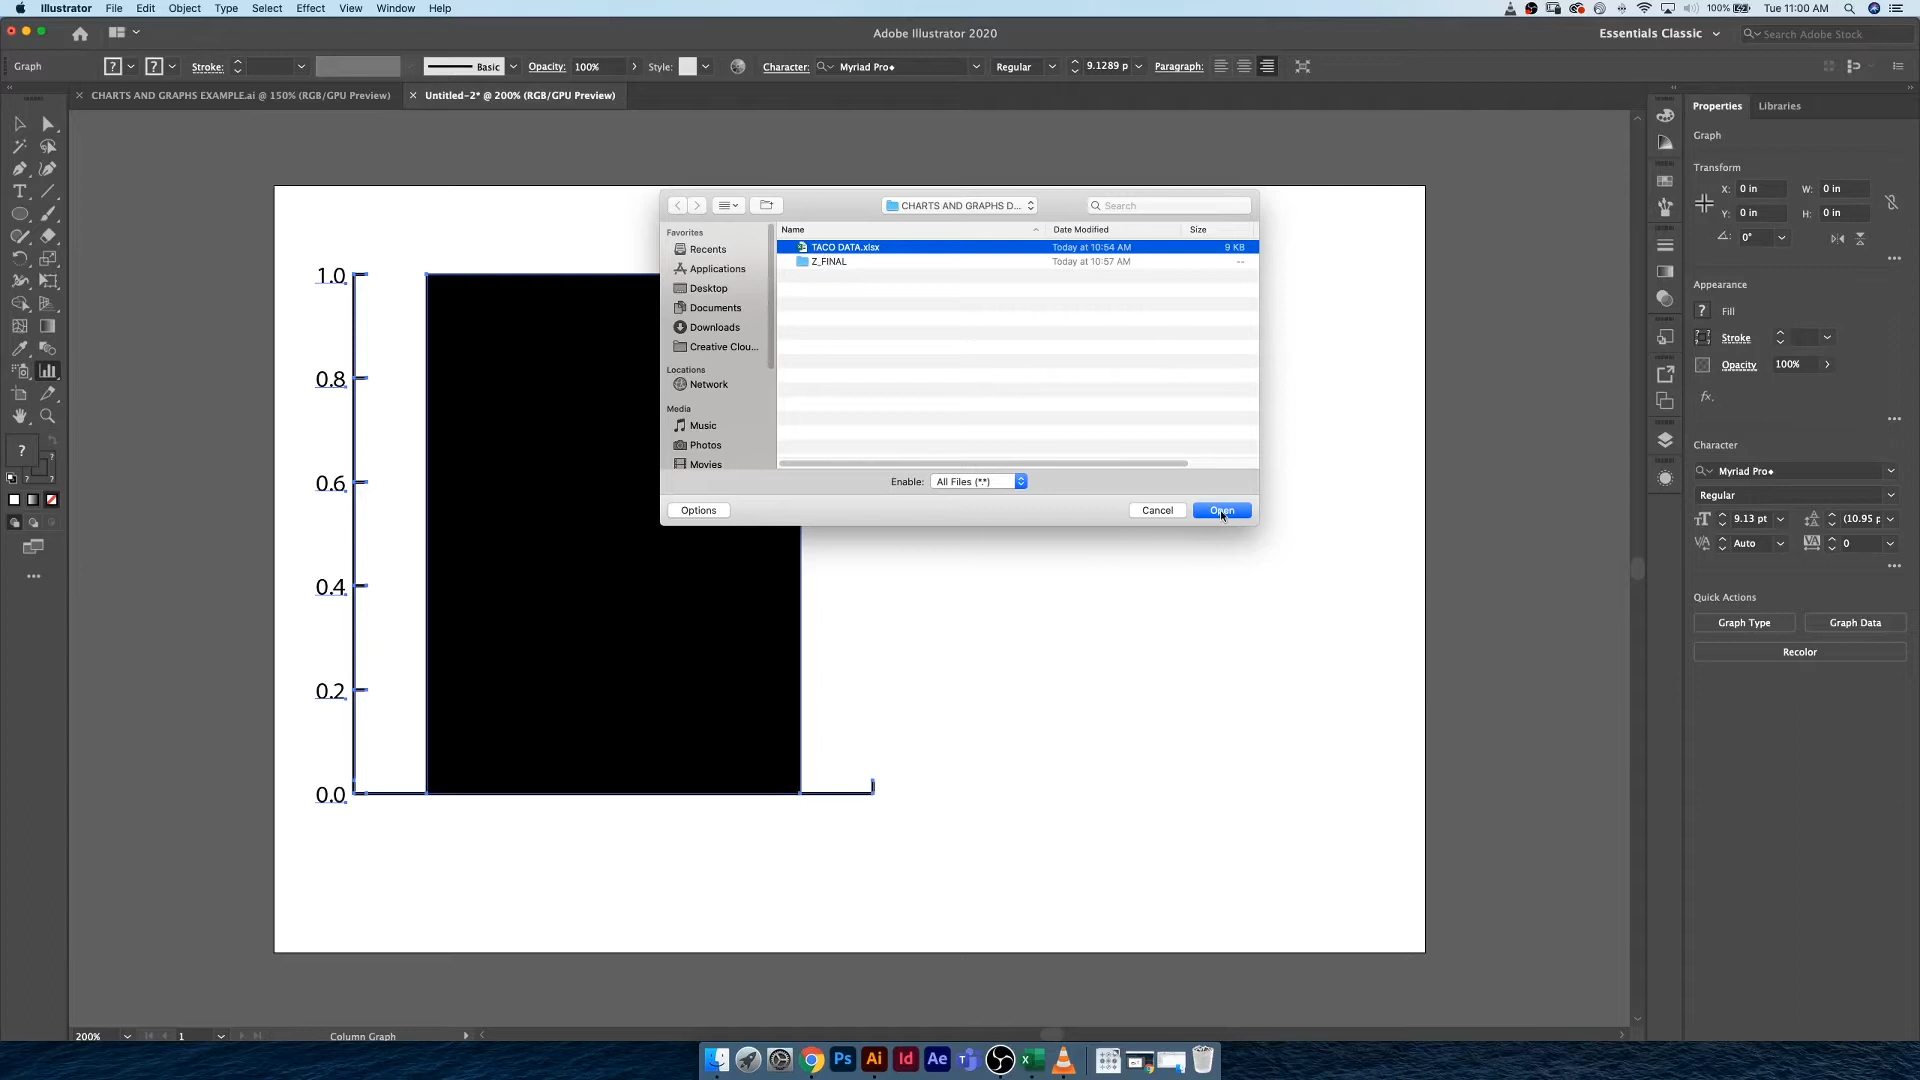 Illustrator File Edit Object Type Select Effect View Window Help
100% Tue 11:00 AM
Adobe Illustrator 2020
Essentials Classic
Search Adobe Stock
Graph ? ? Stroke: Basic Opacity: 100% Style: Character: Myriad Pro Regular 9.1289 p Paragraph:
CHARTS AND GRAPHS EXAMPLE.ai @ 150% (RGB/GPU Preview)
Untitled-2* @ 200% (RGB/GPU Preview)
Properties Libraries
Graph
Transform
X: 0 in W: 0 in
Y: 0 in H: 0 in
0°
Appearance
? Fill
Stroke
Opacity 100%
fx.
Character
Myriad Pro
Regular
9.13 pt (10.95 p
Auto 0
Quick Actions
Graph Type Graph Data
Recolor
CHARTS AND GRAPHS D...
Search
Favorites
Recents
Applications
Desktop
Documents
Downloads
Creative Clou...
Locations
Network
Media
Music
Photos
Movies
Name Date Modified Size
TACO DATA.xlsx Today at 10:54 AM 9 KB
Z_FINAL Today at 10:57 AM --
Enable: All Files (*.*)
Options Cancel Open
1.0
0.8
0.6
0.4
0.2
0.0
?
200% 1 Column Graph
Ps Ai Id Ae